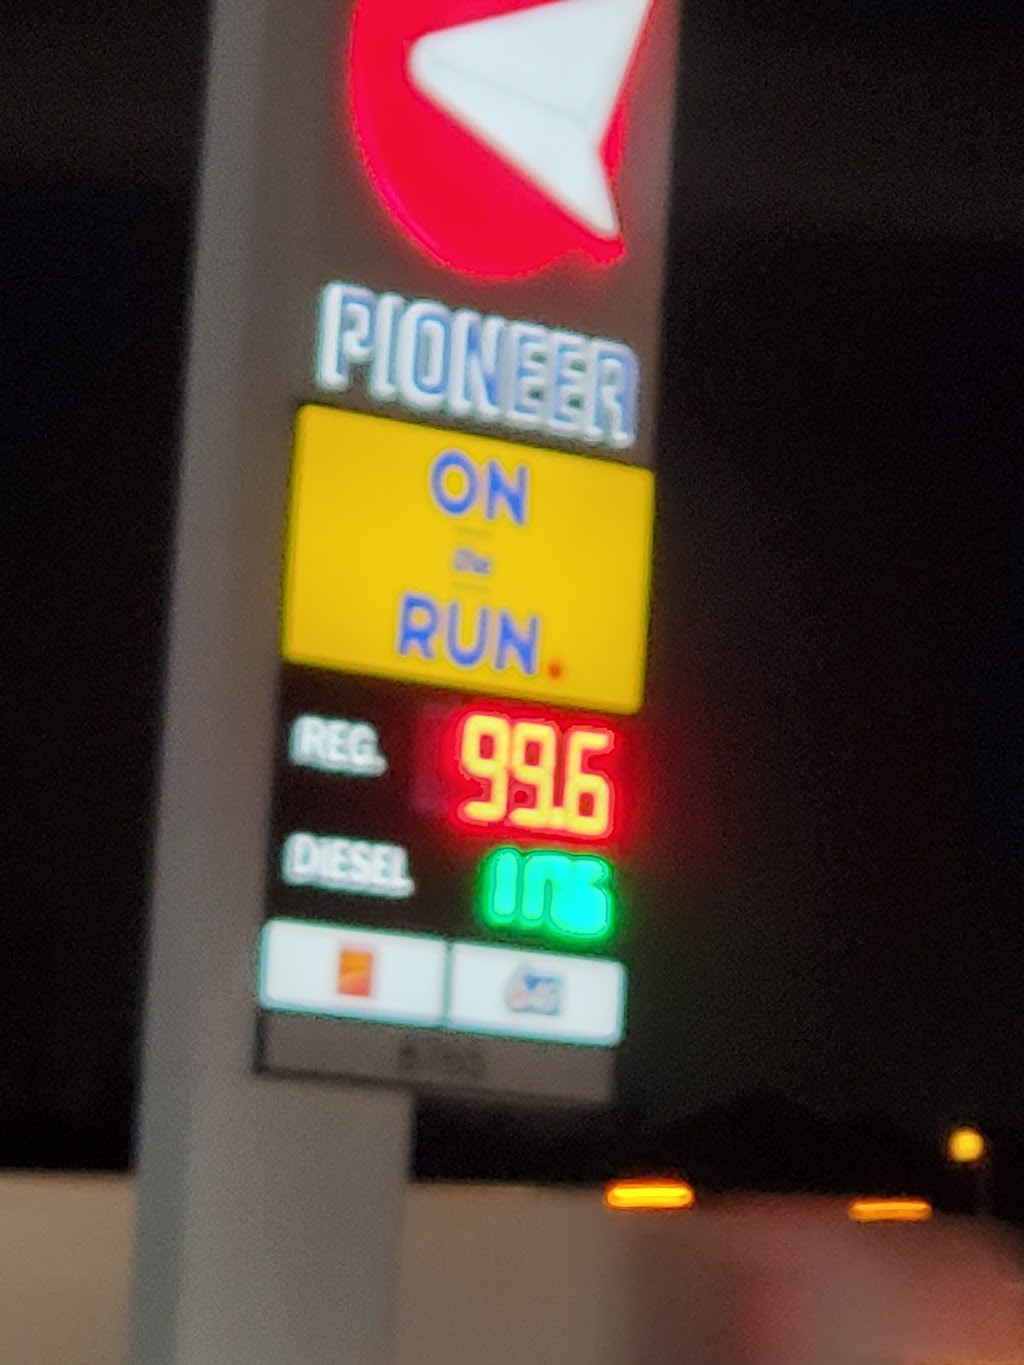 PIONEER
ON
the
RUN.
REG. 99.6
DIESEL